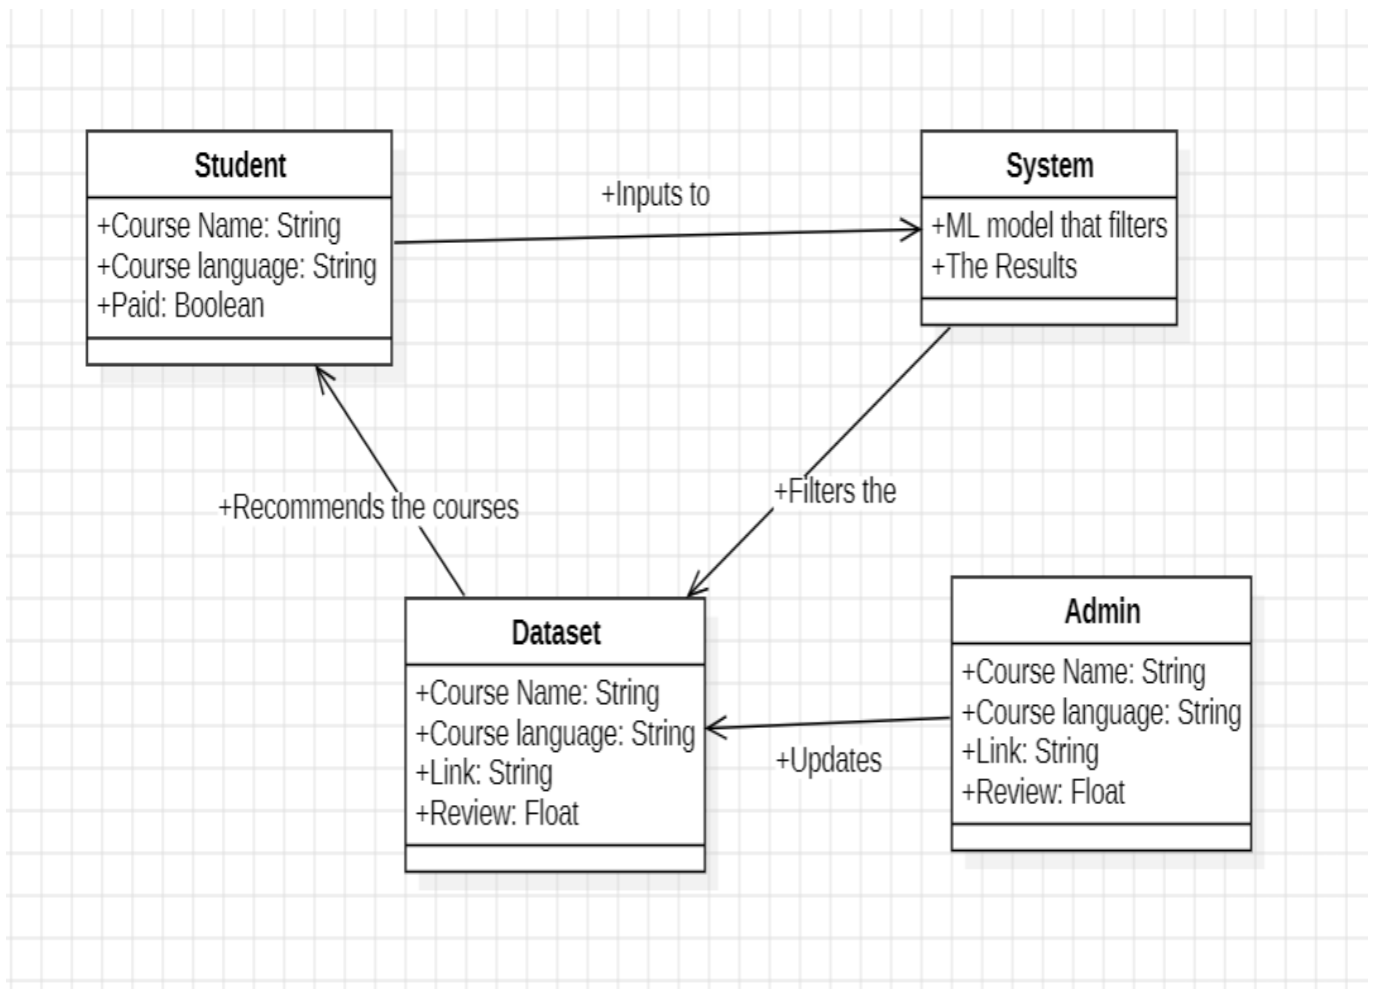 Student
+Course Name: String
+Course language: String
+Paid: Boolean
+Inputs to
System
+ML model that filters
+The Results
+Recommends the courses
+Filters the
Dataset
+Course Name: String
+Course language: String
+Link: String
+Review: Float
+Updates
Admin
+Course Name: String
+Course language: String
+Link: String
+Review: Float